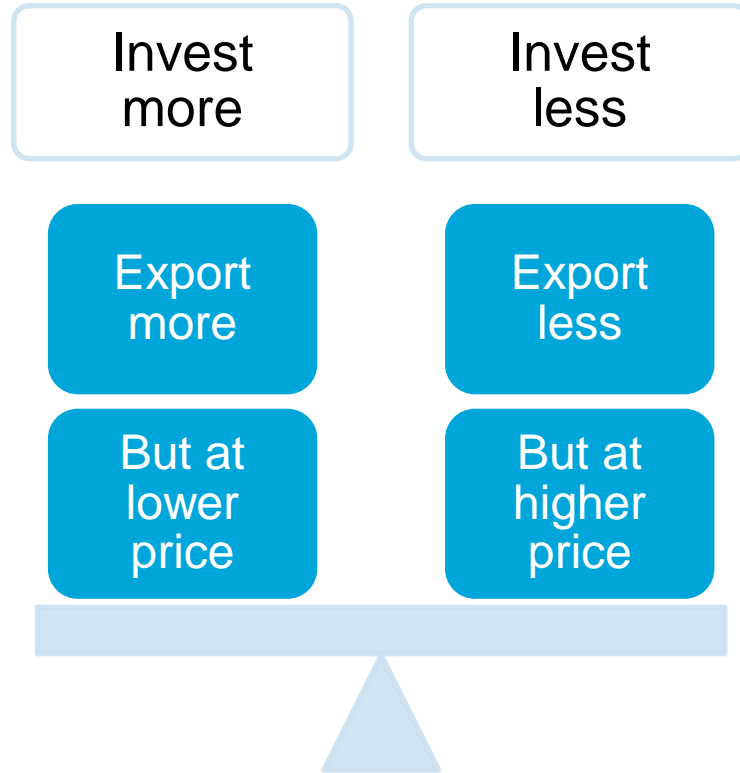 Invest
more
Invest
less
Export
more
Export
less
But at
lower
price
But at
higher
price